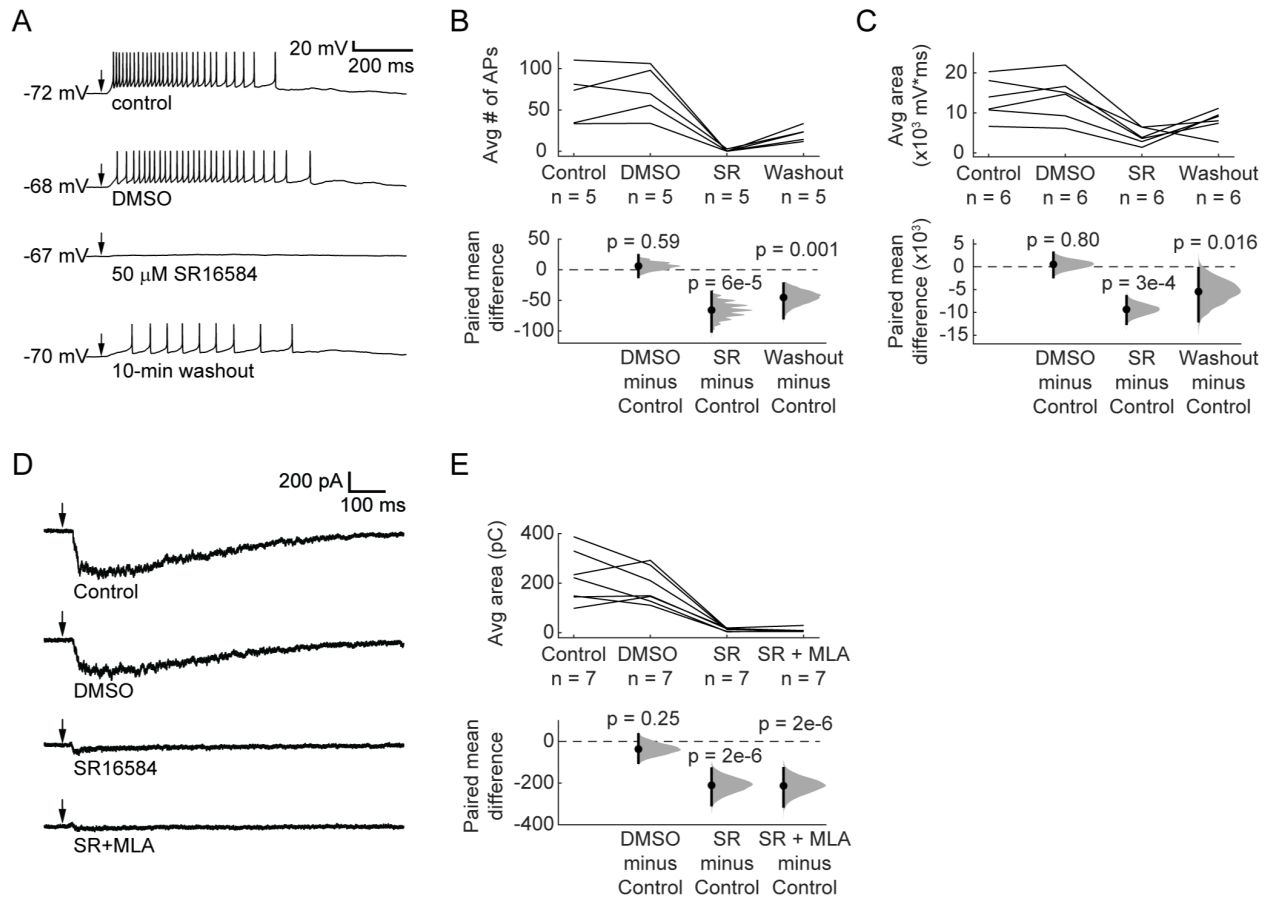 A
20 mV
200 ms
-72 mV
control
-68 mV
DMSO
-67 mV
50 μM SR16584
-70 mV
10-min washout
B
Avg # of APs
100
50
0
Control DMSO SR Washout
n = 5 n = 5 n = 5 n = 5
Paired mean
difference
50
0
-50
-100
p = 0.59
p = 6e-5
p = 0.001
DMSO SR Washout
minus minus minus
Control Control Control
C
Avg area
(x10³ mV*ms)
20
10
0
Control DMSO SR Washout
n = 6 n = 6 n = 6 n = 6
Paired mean
difference (x10³)
5
0
-5
-10
-15
p = 0.80
p = 3e-4
p = 0.016
DMSO SR Washout
minus minus minus
Control Control Control
D
200 pA
100 ms
Control
DMSO
SR16584
SR+MLA
E
Avg area (pC)
400
200
0
Control DMSO SR SR + MLA
n = 7 n = 7 n = 7 n = 7
Paired mean
difference
0
-200
-400
p = 0.25
p = 2e-6
p = 2e-6
DMSO SR SR + MLA
minus minus minus
Control Control Control